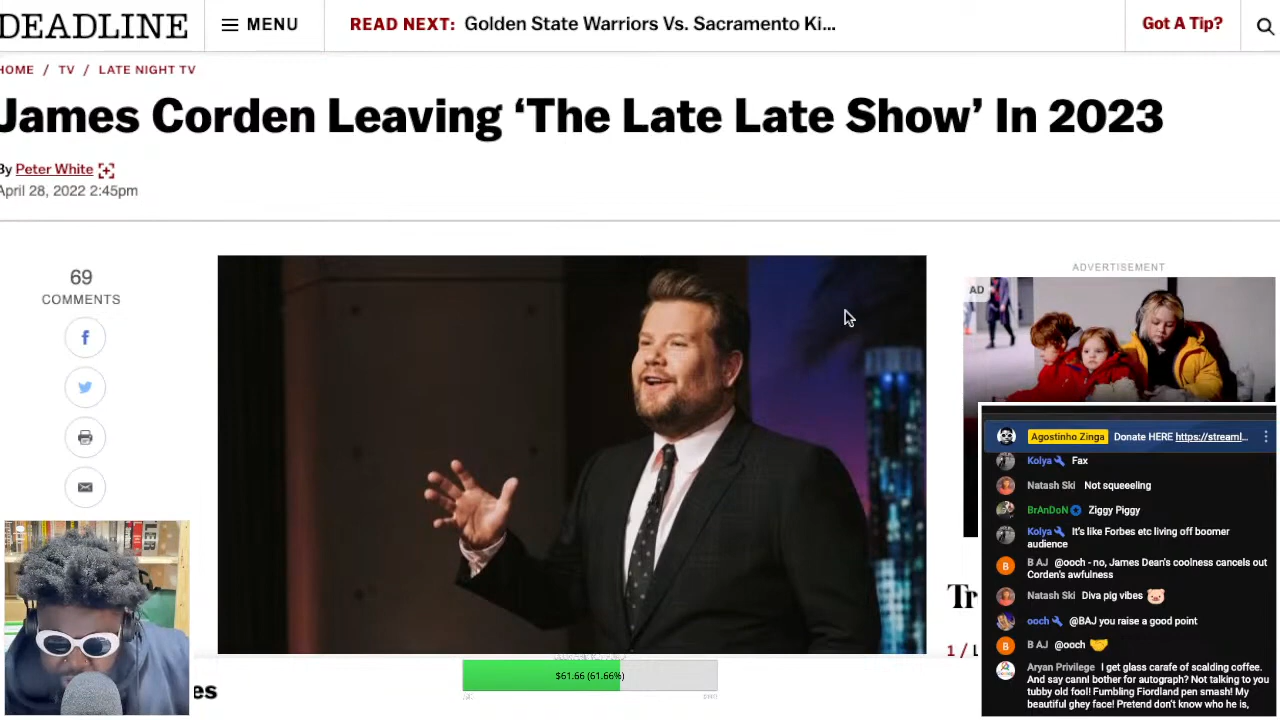 DEADLINE
MENU
READ NEXT: Golden State Warriors Vs. Sacramento Ki...
Got A Tip?
HOME / TV / LATE NIGHT TV
James Corden Leaving ‘The Late Late Show’ In 2023
By Peter White
April 28, 2022 2:45pm
69
COMMENTS
ADVERTISEMENT
AD
Tr
1 / L
Agostinho Zinga Donate HERE https://streaml...
Kolya Fax
Natash Ski Not squeeeling
BrAnDoN Ziggy Piggy
Kolya It's like Forbes etc living off boomer
audience
B AJ @ooch - no, James Dean's coolness cancels out
Corden's awfulness
Natash Ski Diva pig vibes
ooch @BAJ you raise a good point
B AJ @ooch
Aryan Privilege I get glass carafe of scalding coffee.
And say cannI bother for autograph? Not talking to you
tubby old fool! Fumbling Fiordland pen smash! My
beautiful ghey face! Pretend don't know who he is,
$61.66 (61.66%)
es